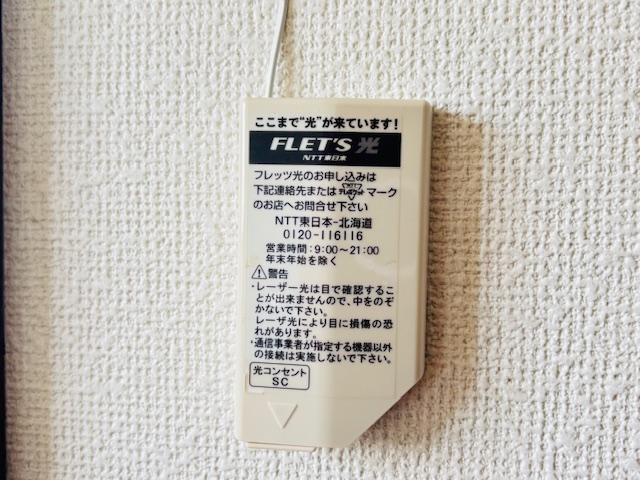 ここまで"光"が来ています!
FLET'S 光
NTT東日本
フレッツ光のお申し込みは
下記連絡先または マーク
のお店へお問合せ下さい
NTT東日本-北海道
0120-116116
営業時間:9:00～21:00
年末年始を除く
警告
・レーザー光は目で確認するこ
とが出来ませんので、中をのぞ
かないで下さい。
レーザ光により目に損傷の恐
れがあります。
・通信事業者が指定する機器以外
の接続は実施しないで下さい。
光コンセント
SC